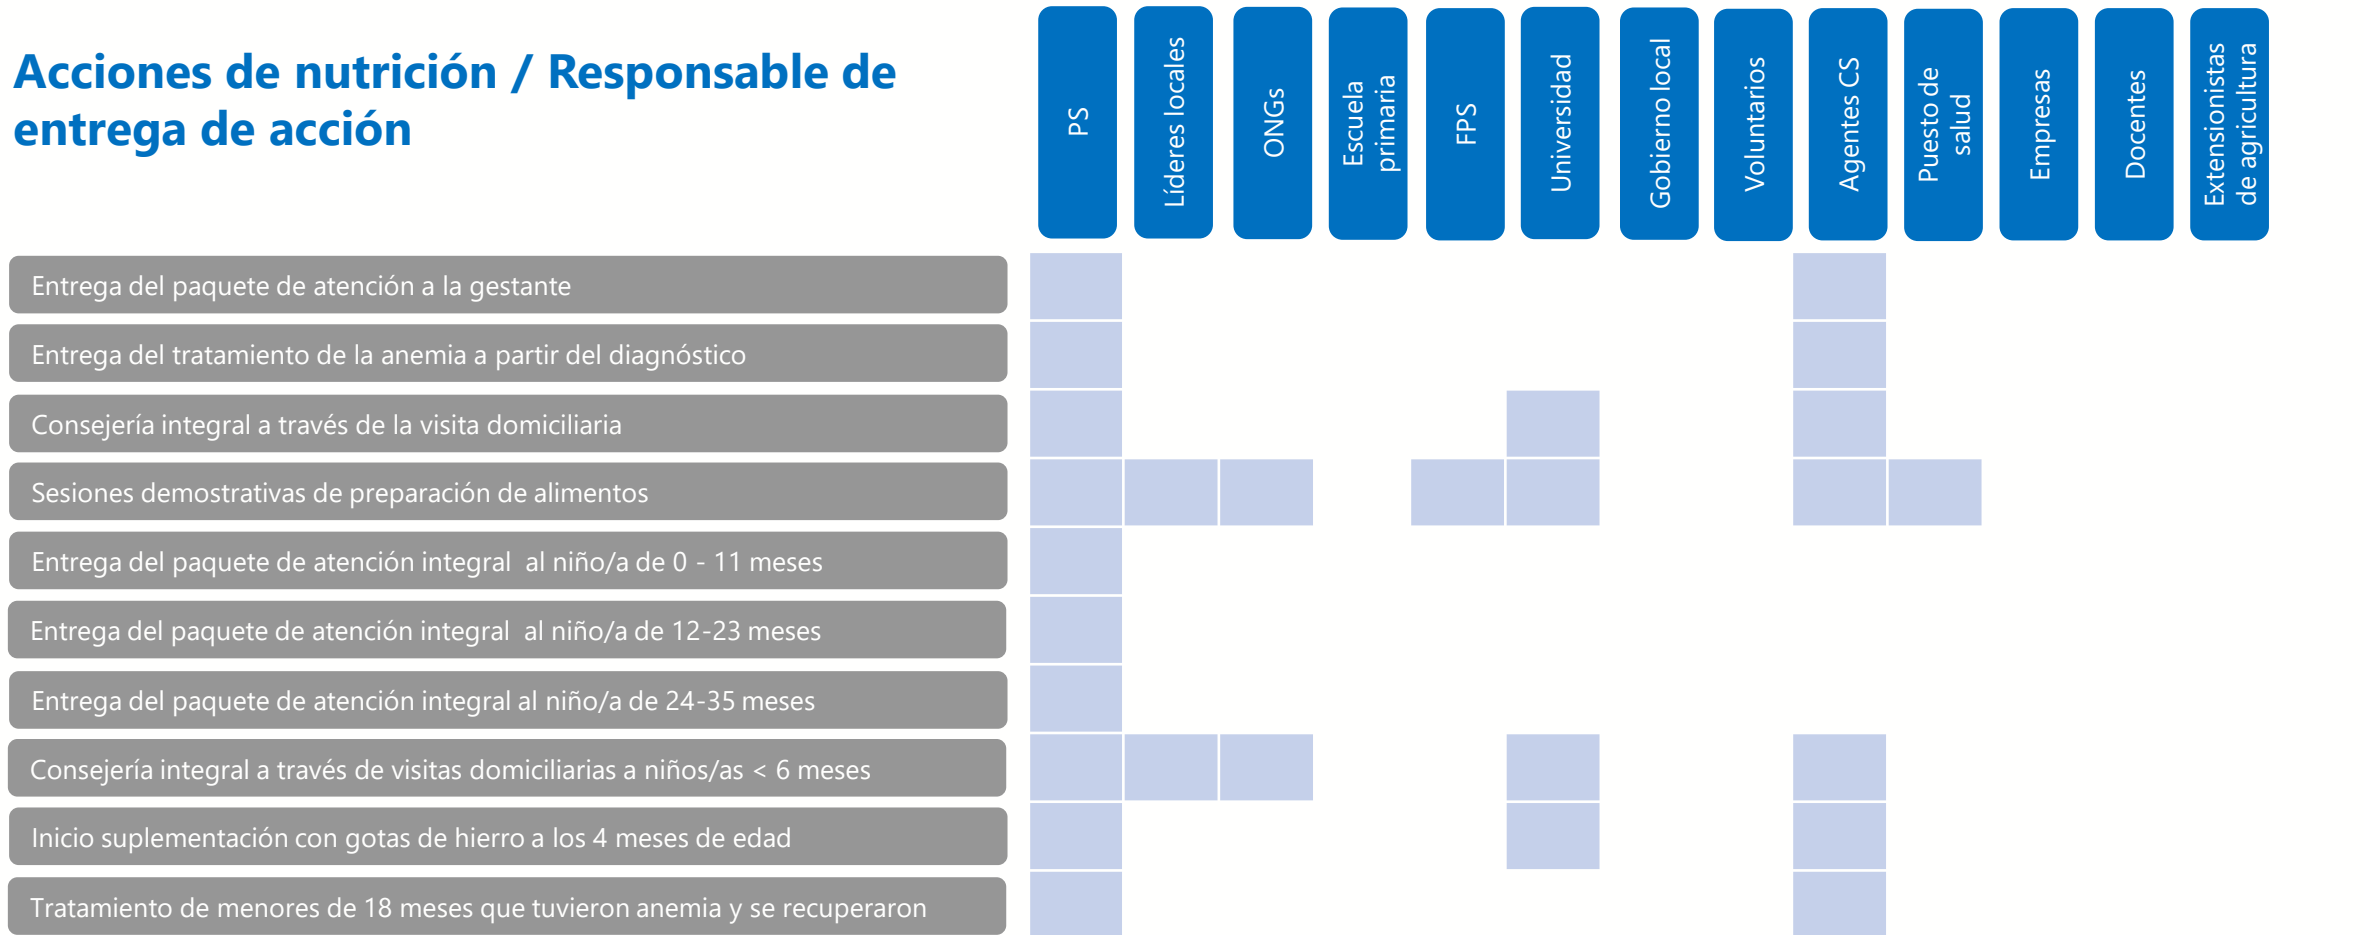 Acciones de nutrición / Responsable de
entrega de acción
PS
Líderes locales
ONGs
Escuela
primaria
FPS
Universidad
Gobierno local
Voluntarios
Agentes CS
Puesto de
salud
Empresas
Docentes
Extensionistas
de agricultura
Entrega del paquete de atención a la gestante
Entrega del tratamiento de la anemia a partir del diagnóstico
Consejería integral a través de la visita domiciliaria
Sesiones demostrativas de preparación de alimentos
Entrega del paquete de atención integral  al niño/a de 0 - 11 meses
Entrega del paquete de atención integral  al niño/a de 12-23 meses
Entrega del paquete de atención integral al niño/a de 24-35 meses
Consejería integral a través de visitas domiciliarias a niños/as < 6 meses
Inicio suplementación con gotas de hierro a los 4 meses de edad
Tratamiento de menores de 18 meses que tuvieron anemia y se recuperaron